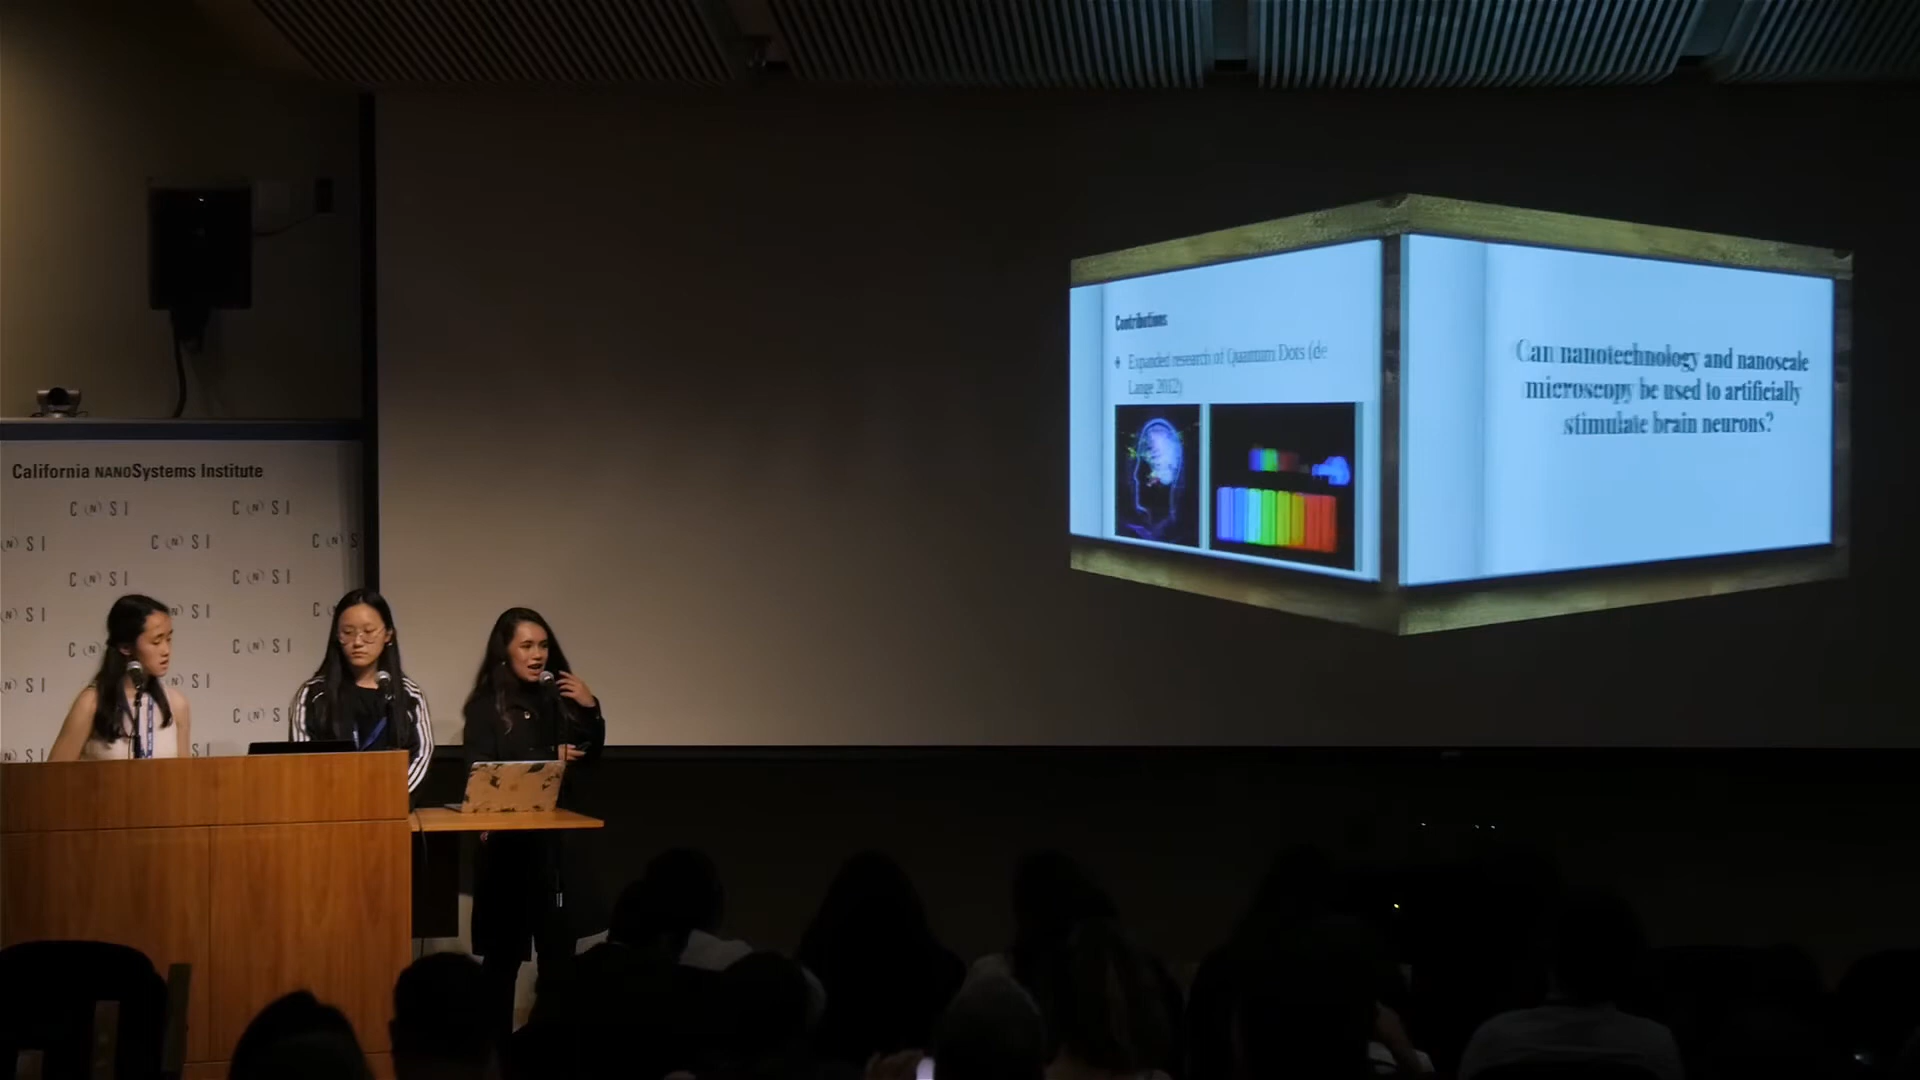 California NANOSystems Institute
C (N) S I
C (N) S I
(N) S I
C (N) S I
C (N) S
C (N) S I
C (N) S I
(N) S I
(N) S I
C
C (N)
C (N) S I
(N) S I
(N) S I
C (N) S
(N) S I
S I
Contributions
Expanded research of Quantum Dots (de
Lange 2012)
Can nanotechnology and nanoscale
microscopy be used to artificially
stimulate brain neurons?